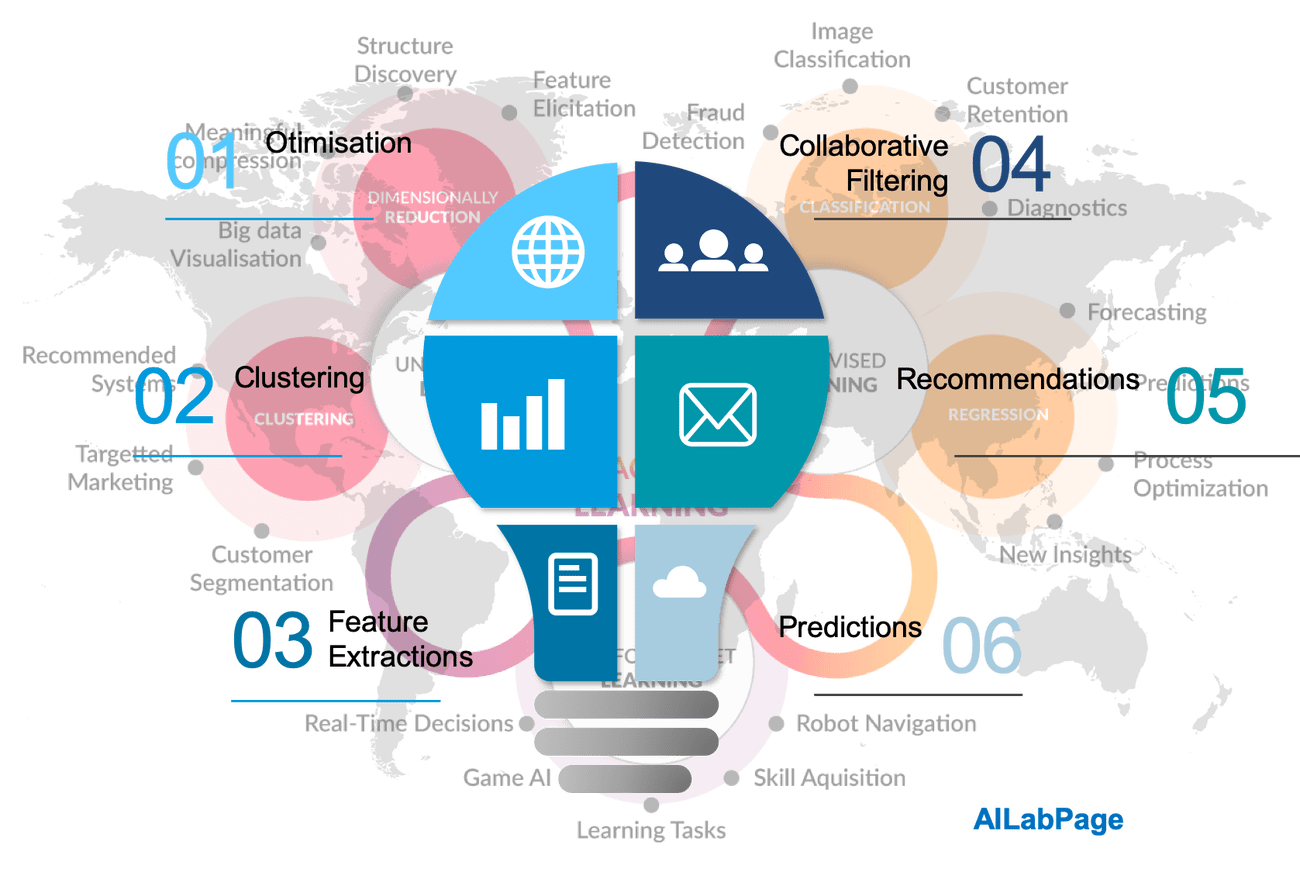 Structure
Discovery
Feature
Elicitation
Meaningful
compression
01
Otimisation
DIMENSIONALLY
REDUCTION
Big data
Visualisation
Image
Classification
Customer
Retention
Fraud
Detection
Collaborative
Filtering
04
CLASSIFICATION
Diagnostics
Recommended
Systems
02
Clustering
CLUSTERING
Targetted
Marketing
Customer
Segmentation
UN
Forecasting
VISED
NING
Recommendations
Predictions
05
REGRESSION
Process
Optimization
New Insights
LEARNING
03
Feature
Extractions
Predictions
06
LEARNING
Real-Time Decisions
Robot Navigation
Game AI
Skill Aquisition
Learning Tasks
AILabPage